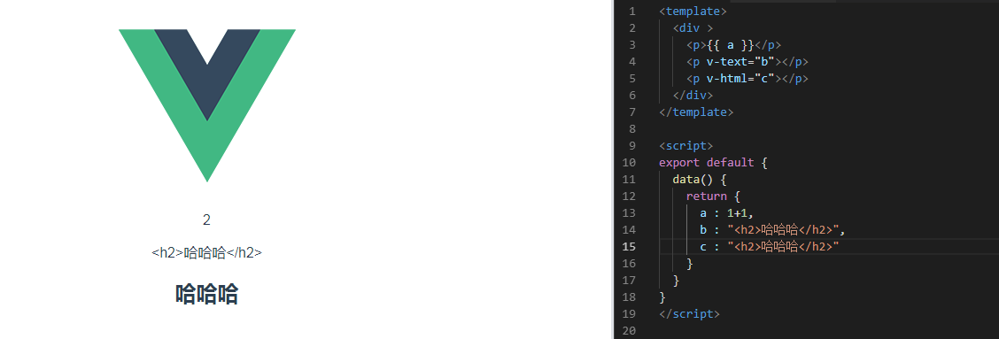 2
<h2>哈哈哈</h2>
哈哈哈
1 <template>
2   <div >
3     <p>{{ a }}</p>
4     <p v-text="b"></p>
5     <p v-html="c"></p>
6   </div>
7 </template>
8
9 <script>
10 export default {
11   data() {
12     return {
13       a : 1+1,
14       b : "<h2>哈哈哈</h2>",
15       c : "<h2>哈哈哈</h2>"
16     }
17   }
18 }
19 </script>
20